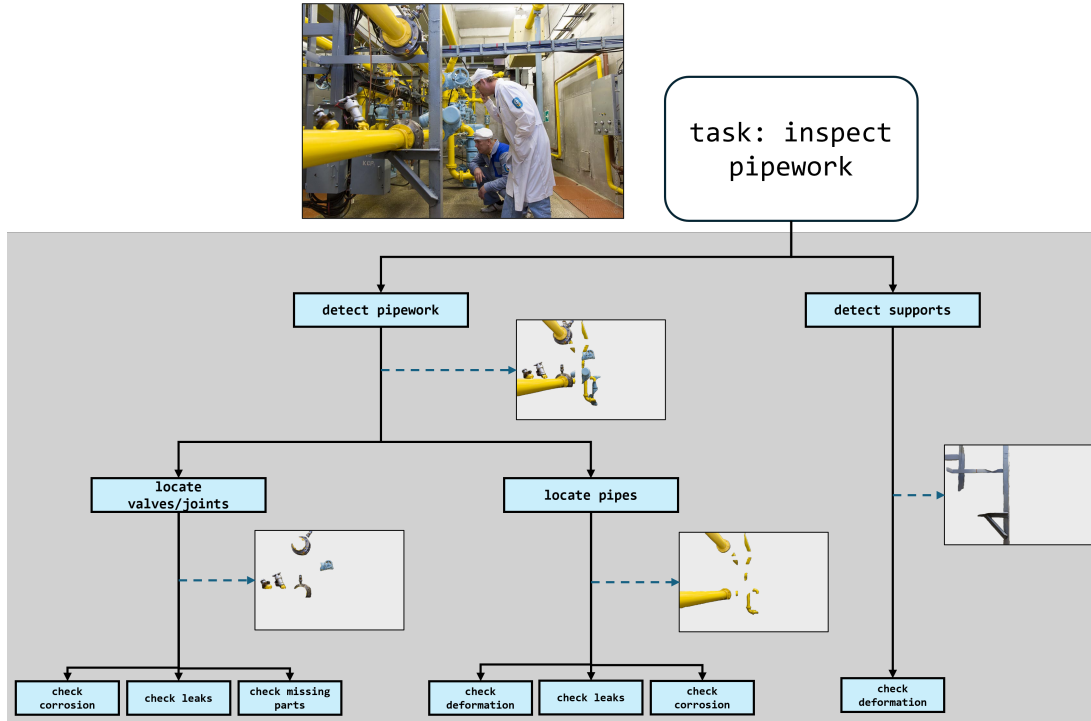 task: inspect
pipework
detect pipework
detect supports
locate
valves/joints
locate pipes
check
corrosion
check leaks
check missing
parts
check
deformation
check leaks
check
corrosion
check
deformation